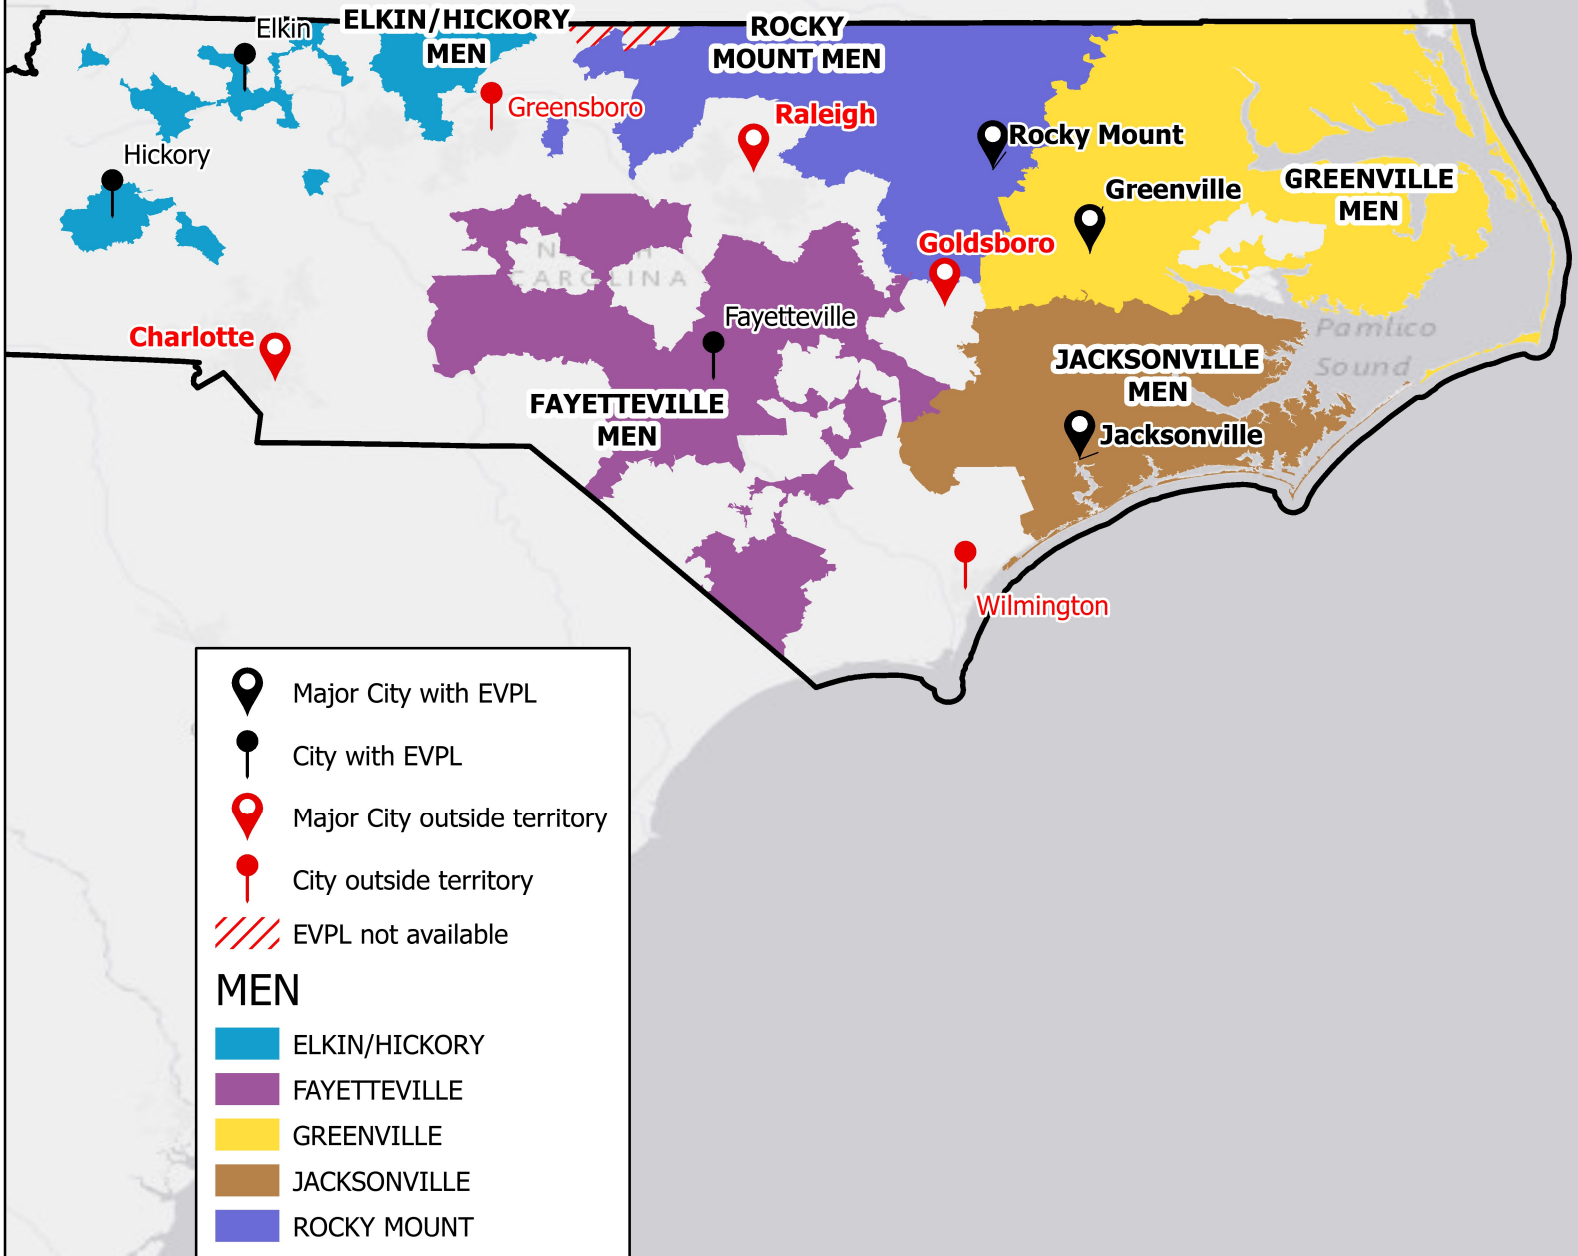 Elkin
ELKIN/HICKORY
MEN
ROCKY
MOUNT MEN
Greensboro
Raleigh
Rocky Mount
Hickory
Greenville
GREENVILLE
MEN
Goldsboro
NORTH
CAROLINA
Fayetteville
Charlotte
Pamlico
Sound
JACKSONVILLE
MEN
FAYETTEVILLE
MEN
Jacksonville
Wilmington
Major City with EVPL
City with EVPL
Major City outside territory
City outside territory
EVPL not available
MEN
ELKIN/HICKORY
FAYETTEVILLE
GREENVILLE
JACKSONVILLE
ROCKY MOUNT